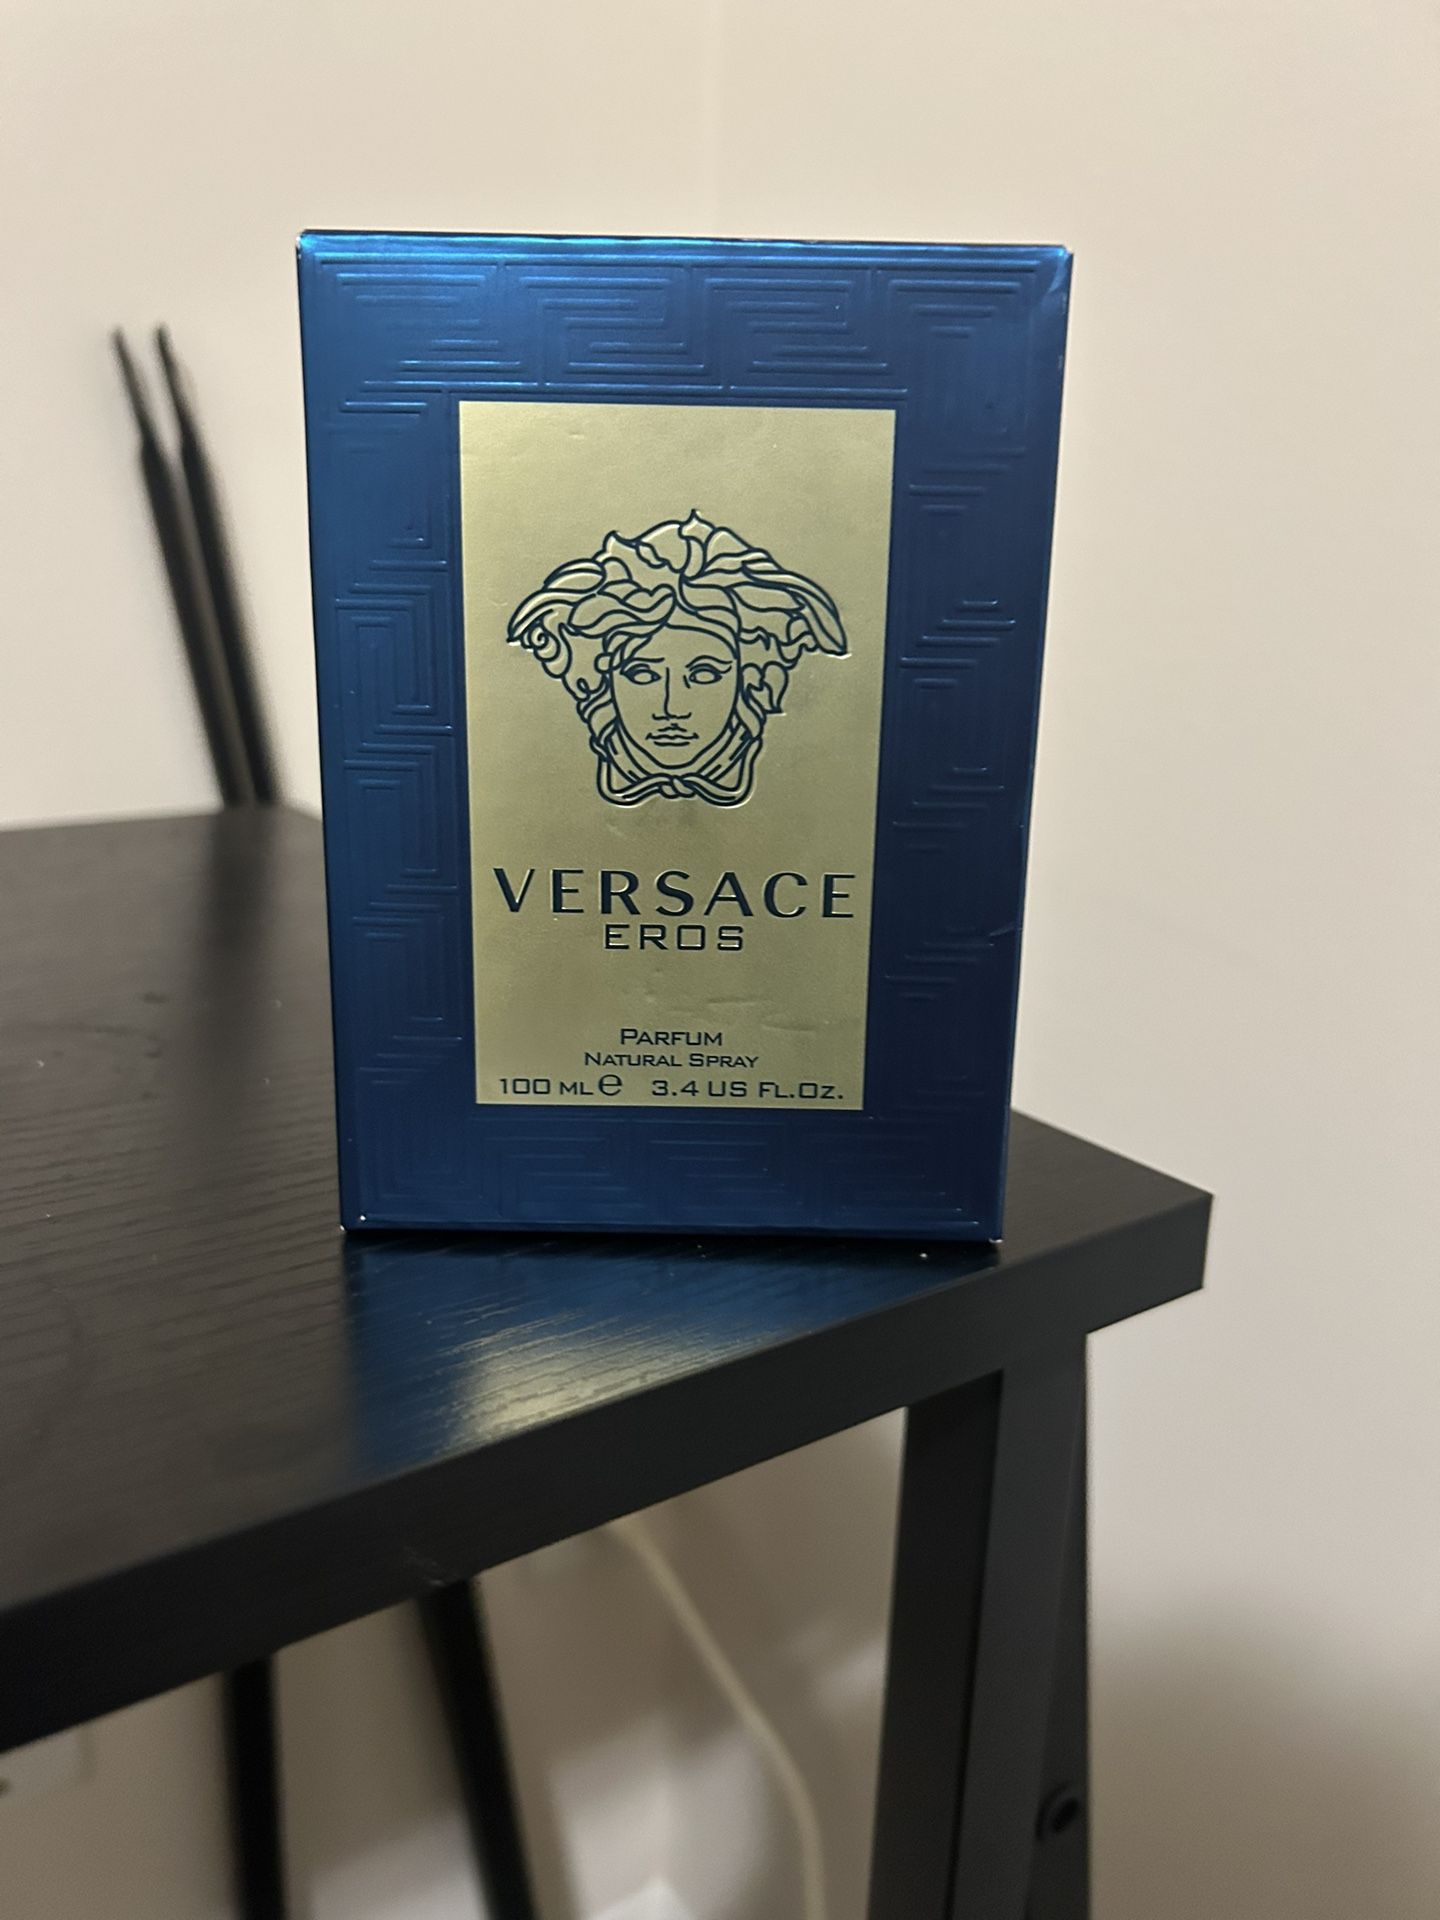 VERSACE
EROS
PARFUM
NATURAL SPRAY
100 ML e 3.4 US FL.OZ.